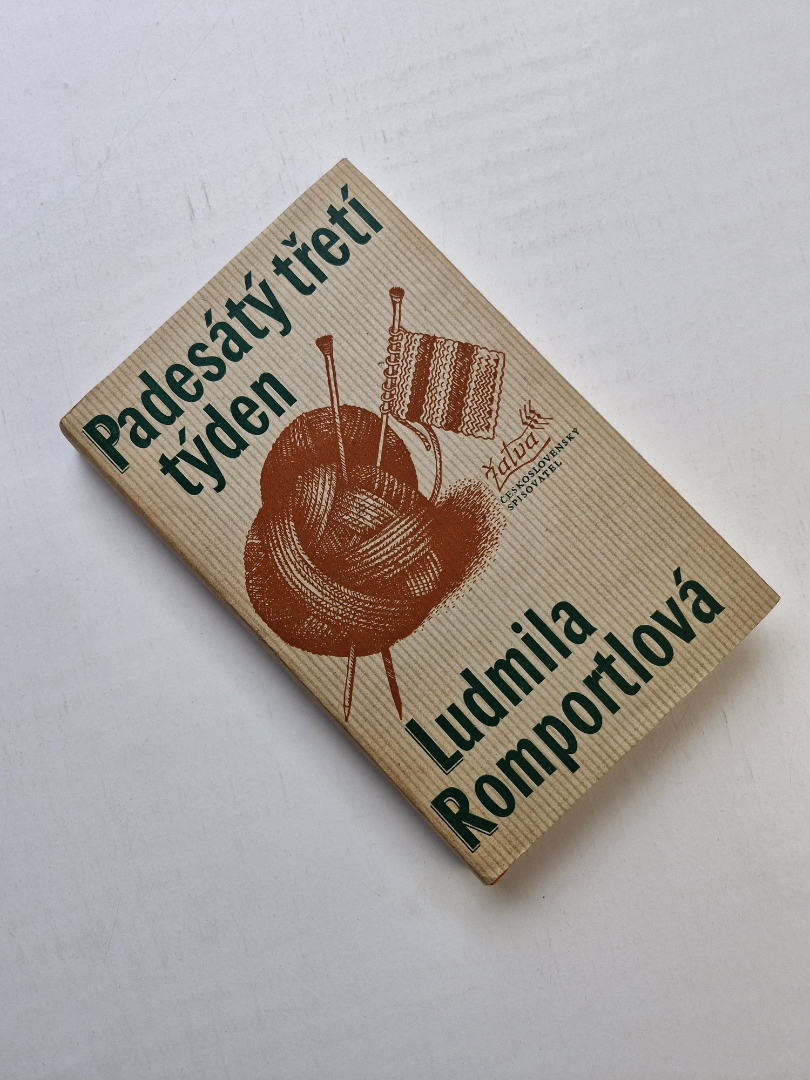 Padesátý třetí
týden
Žatva
ČESKOSLOVENSKÝ
SPISOVATEL
Ludmila
Romportlová